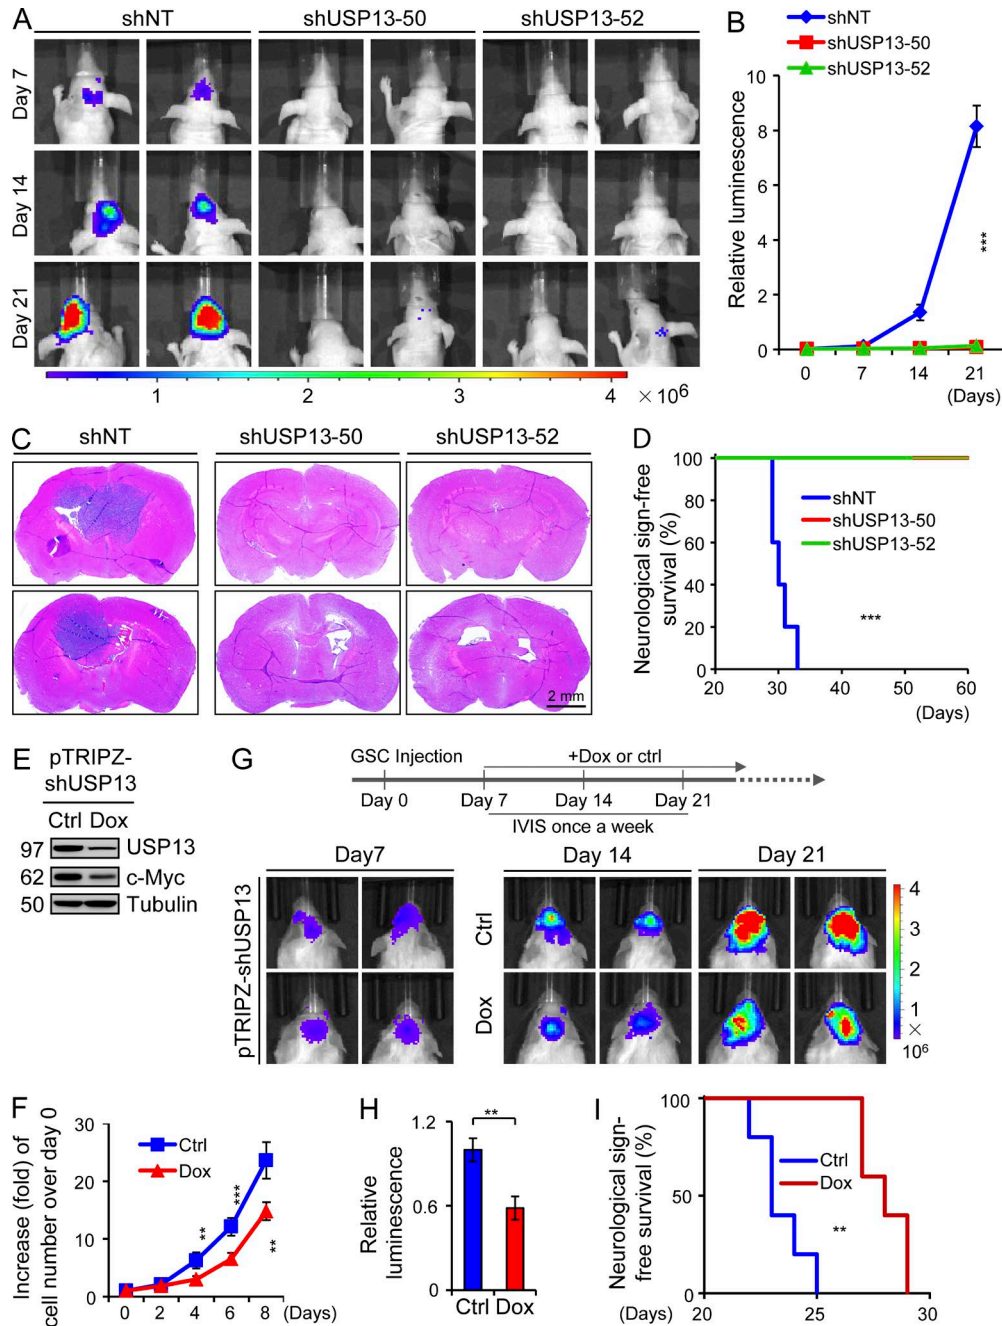 A
shNT
shUSP13-50
shUSP13-52
Day 7
Day 14
Day 21
1
2
3
4
× 10⁶
B
shNT
shUSP13-50
shUSP13-52
Relative luminescence
10
8
6
4
2
0
***
0
7
14
21
(Days)
C
shNT
shUSP13-50
shUSP13-52
2 mm
D
Neurological sign-free
survival (%)
100
80
60
40
20
0
shNT
shUSP13-50
shUSP13-52
***
20
30
40
50
60
(Days)
E
pTRIPZ-
shUSP13
Ctrl Dox
97
USP13
62
c-Myc
50
Tubulin
G
GSC Injection
+Dox or ctrl
Day 0
Day 7
Day 14
Day 21
IVIS once a week
Day7
Day 14
Day 21
pTRIPZ-shUSP13
Ctrl
Dox
4
3
2
1
×
10⁶
F
Increase (fold) of
cell number over day 0
30
20
10
0
Ctrl
Dox
**
***
**
0
2
4
6
8
(Days)
H
Relative
luminescence
1.2
0.6
0
**
Ctrl Dox
I
Neurological sign-
free survival (%)
100
50
0
Ctrl
Dox
**
(Days)
20
25
30